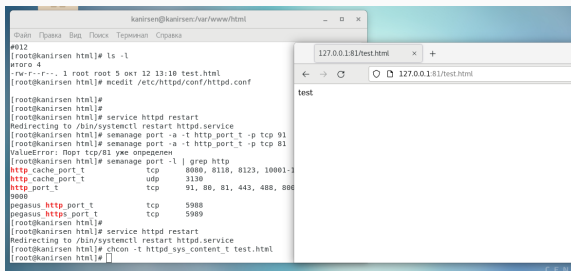 kanirsen@kanirsen:/var/www/html
Файл Правка Вид Поиск Терминал Справка
#012
[root@kanirsen html]# ls -l
итого 4
-rw-r--r--. 1 root root 5 окт 12 13:10 test.html
[root@kanirsen html]# mcedit /etc/httpd/conf/httpd.conf
[root@kanirsen html]#
[root@kanirsen html]#
[root@kanirsen html]# service httpd restart
Redirecting to /bin/systemctl restart httpd.service
[root@kanirsen html]# semanage port -a -t http_port_t -p tcp 91
[root@kanirsen html]# semanage port -a -t http_port_t -p tcp 81
ValueError: Порт tcp/81 уже определен
[root@kanirsen html]# semanage port -l | grep http
http_cache_port_t tcp 8080, 8118, 8123, 10001-1
http_cache_port_t udp 3130
http_port_t tcp 91, 80, 81, 443, 488, 800
9000
pegasus_http_port_t tcp 5988
pegasus_https_port_t tcp 5989
[root@kanirsen html]#
[root@kanirsen html]# service httpd restart
Redirecting to /bin/systemctl restart httpd.service
[root@kanirsen html]# chcon -t httpd_sys_content_t test.html
[root@kanirsen html]#
127.0.0.1:81/test.html
127.0.0.1:81/test.html
test